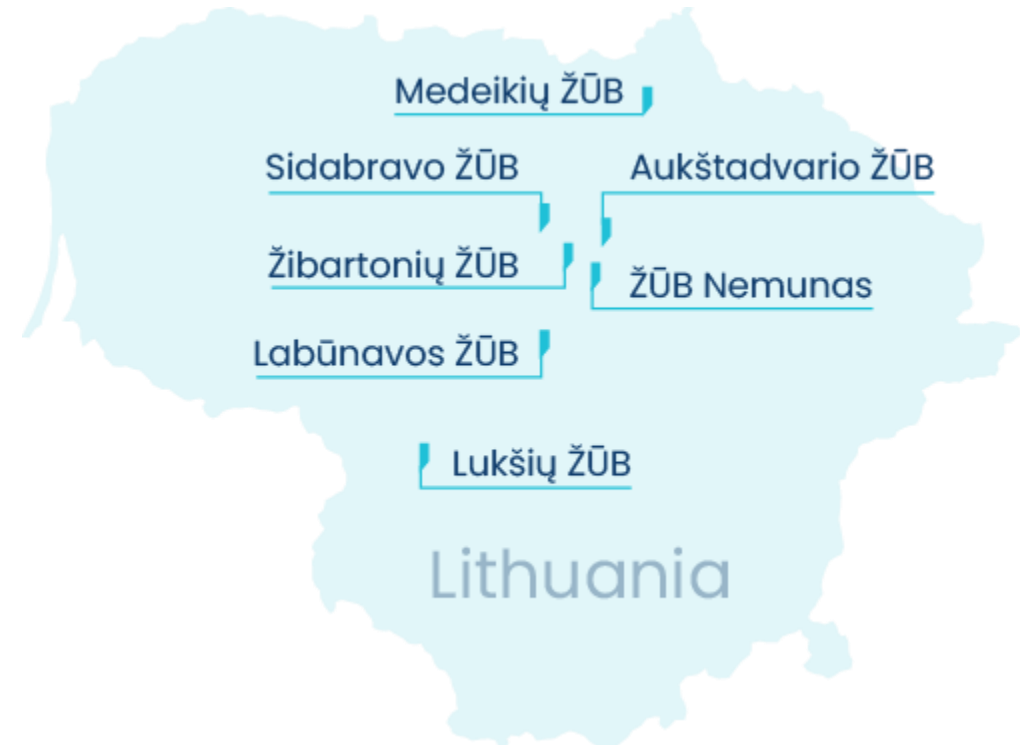 Medeikių ŽŪB
Sidabravo ŽŪB
Aukštadvario ŽŪB
Žibartonių ŽŪB
ŽŪB Nemunas
Labūnavos ŽŪB
Lukšių ŽŪB
Lithuania